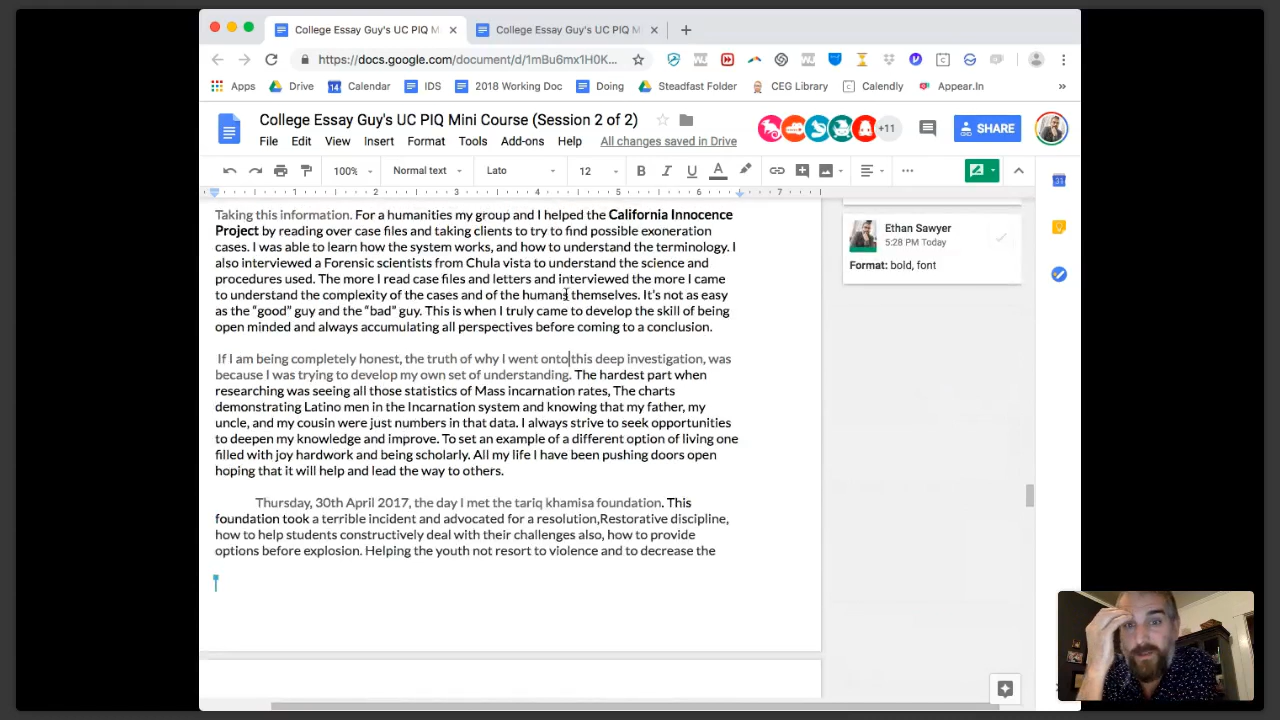 College Essay Guy's UC PIQ M
College Essay Guy's UC PIQ M
https://docs.google.com/document/d/1mBu6mx1H0K...
Apps Drive Calendar IDS 2018 Working Doc Doing Steadfast Folder CEG Library Calendly Appear.In »
College Essay Guy's UC PIQ Mini Course (Session 2 of 2)
+11
SHARE
File Edit View Insert Format Tools Add-ons Help All changes saved in Drive
100% Normal text Lato 12 B I U A
1 2 3 4 5 6 7
Taking this information. For a humanities my group and I helped the California Innocence
Project by reading over case files and taking clients to try to find possible exoneration
cases. I was able to learn how the system works, and how to understand the terminology. I
also interviewed a Forensic scientists from Chula vista to understand the science and
procedures used. The more I read case files and letters and interviewed the more I came
to understand the complexity of the cases and of the humans themselves. It's not as easy
as the “good” guy and the “bad” guy. This is when I truly came to develop the skill of being
open minded and always accumulating all perspectives before coming to a conclusion.
If I am being completely honest, the truth of why I went onto this deep investigation, was
because I was trying to develop my own set of understanding. The hardest part when
researching was seeing all those statistics of Mass incarnation rates, The charts
demonstrating Latino men in the Incarnation system and knowing that my father, my
uncle, and my cousin were just numbers in that data. I always strive to seek opportunities
to deepen my knowledge and improve. To set an example of a different option of living one
filled with joy hardwork and being scholarly. All my life I have been pushing doors open
hoping that it will help and lead the way to others.
Thursday, 30th April 2017, the day I met the tariq khamisa foundation. This
foundation took a terrible incident and advocated for a resolution,Restorative discipline,
how to help students constructively deal with their challenges also, how to provide
options before explosion. Helping the youth not resort to violence and to decrease the
Ethan Sawyer
5:28 PM Today
Format: bold, font